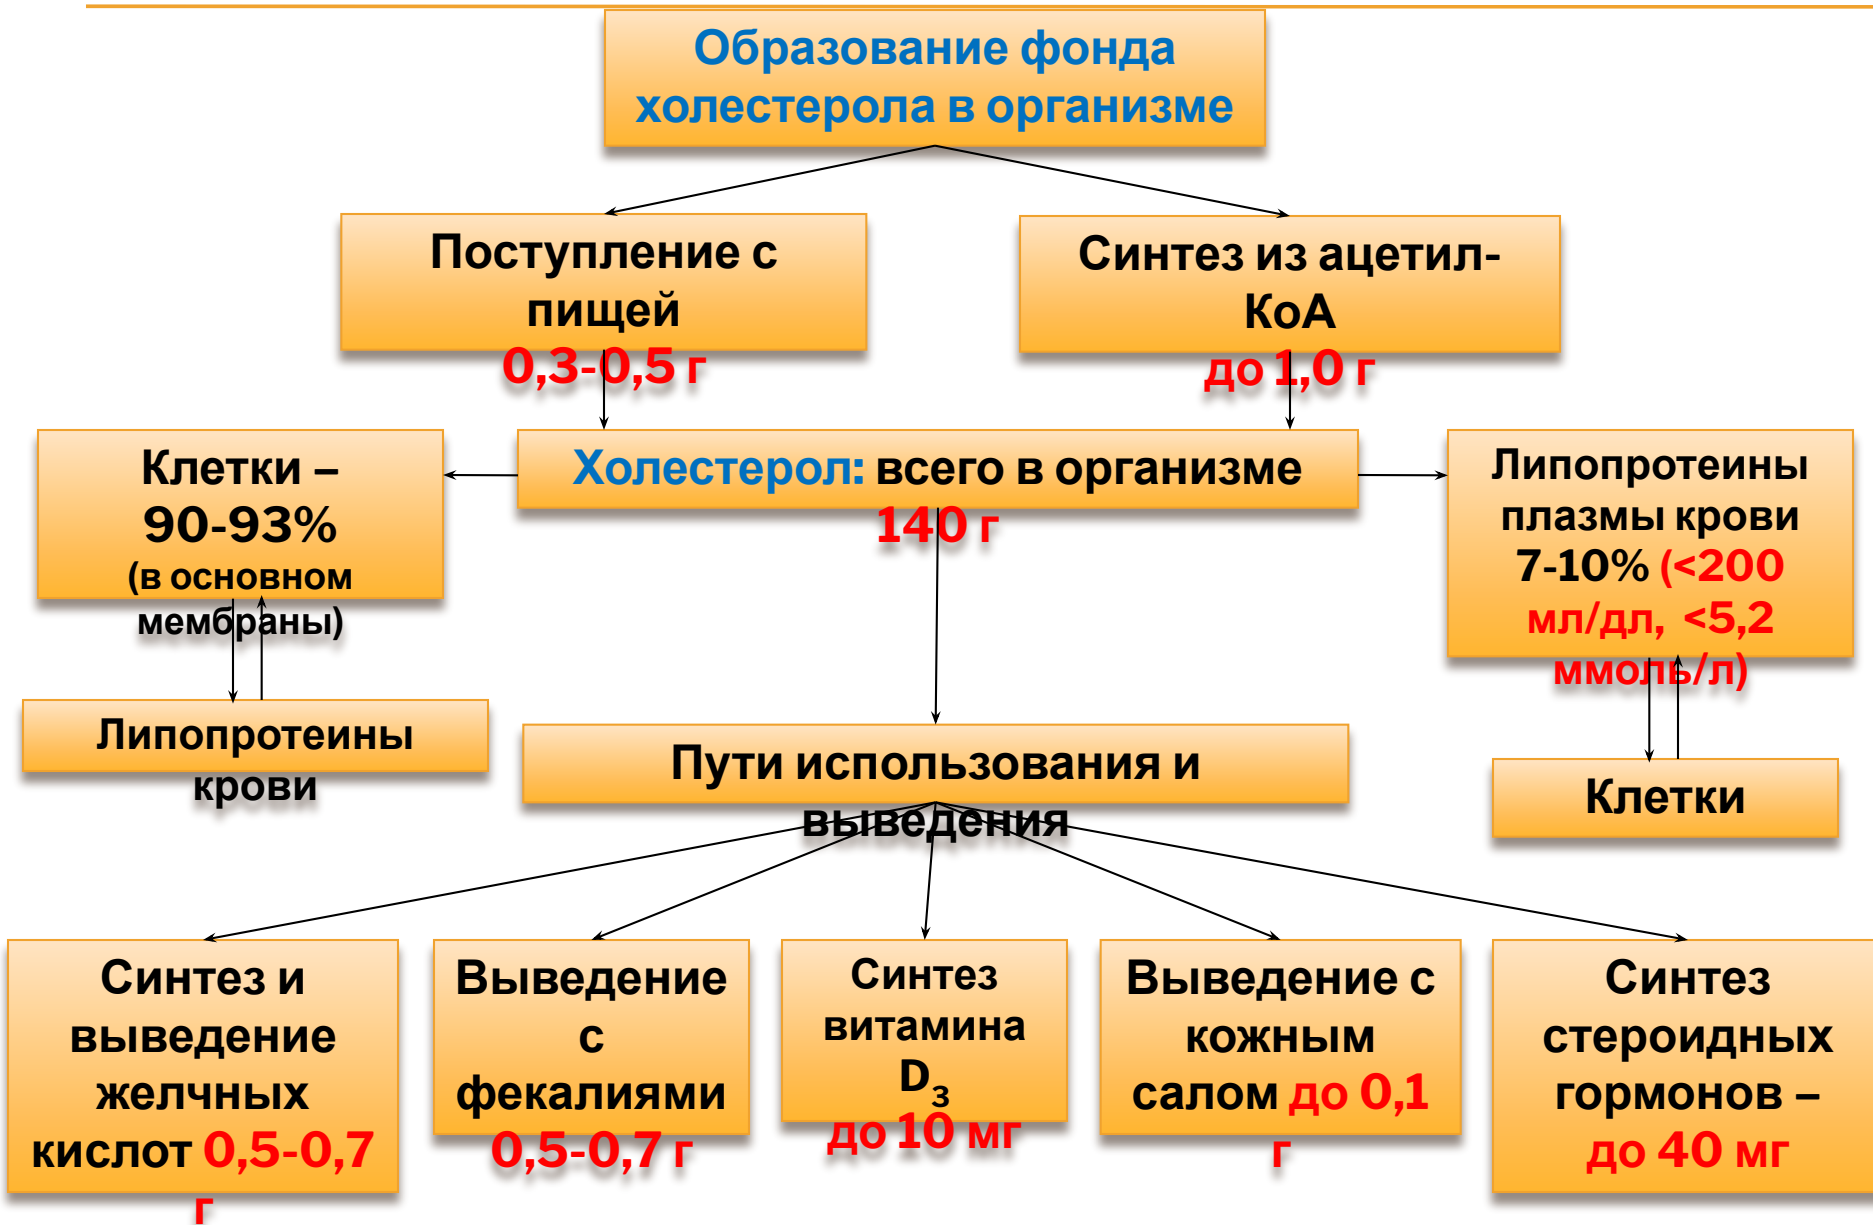 Образование фонда
холестерола в организме
Поступление с
пищей
0,3-0,5 г
Синтез из ацетил-
КоА
до 1,0 г
Клетки –
90-93%
(в основном
мембраны)
Холестерол: всего в организме
140 г
Липопротеины
плазмы крови
7-10% (<200
мл/дл, <5,2
ммоль/л)
Липопротеины
крови
Пути использования и
выведения
Клетки
Синтез и
выведение
желчных
кислот 0,5-0,7
г
Выведение
с
фекалиями
0,5-0,7 г
Синтез
витамина
D₃
до 10 мг
Выведение с
кожным
салом до 0,1
г
Синтез
стероидных
гормонов –
до 40 мг